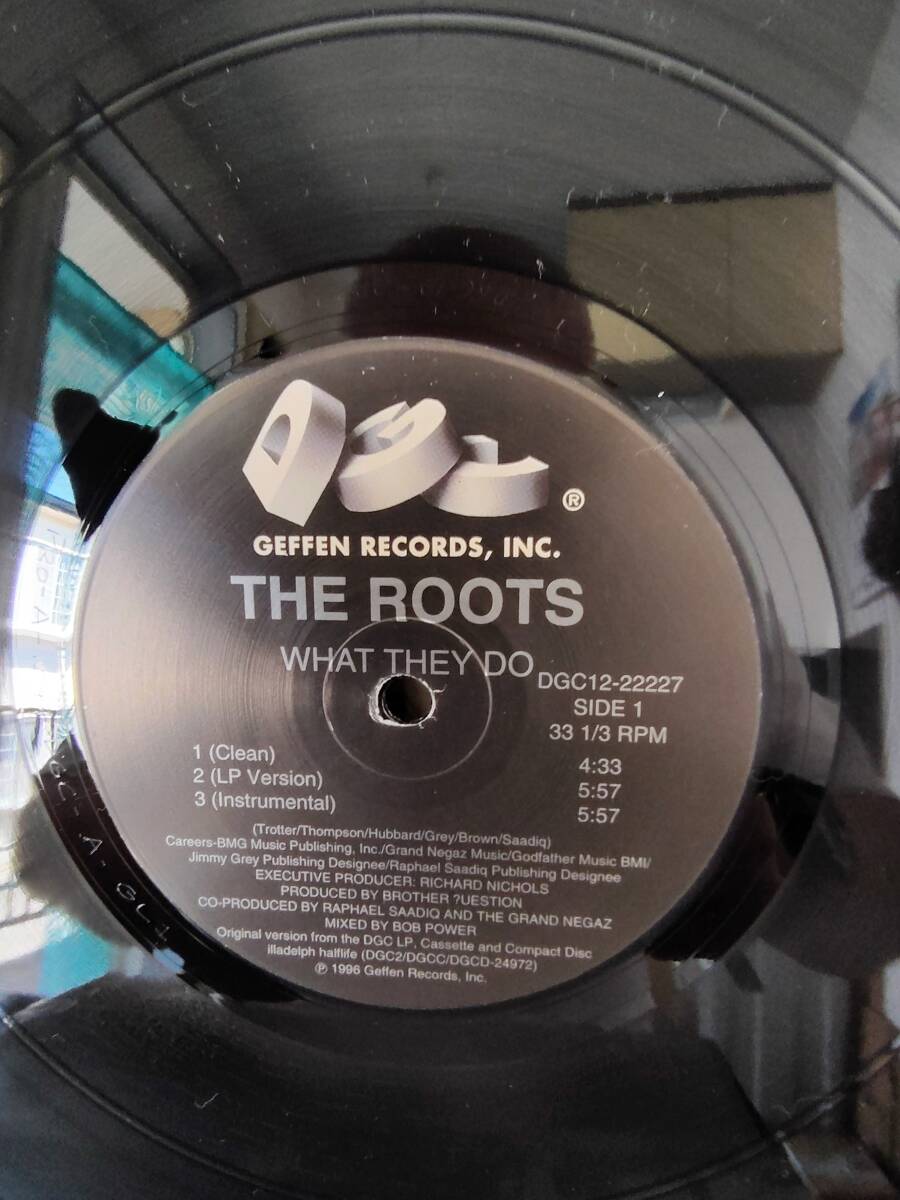 DGC ®
GEFFEN RECORDS, INC.
THE ROOTS
WHAT THEY DO
DGC12-22227
SIDE 1
33 1/3 RPM
1 (Clean) 4:33
2 (LP Version) 5:57
3 (Instrumental) 5:57
(Trotter/Thompson/Hubbard/Grey/Brown/Saadiq)
Careers-BMG Music Publishing, Inc./Grand Negaz Music/Godfather Music BMI/
Jimmy Grey Publishing Designee/Raphael Saadiq Publishing Designee
EXECUTIVE PRODUCER: RICHARD NICHOLS
PRODUCED BY BROTHER ?UESTION
CO-PRODUCED BY RAPHAEL SAADIQ AND THE GRAND NEGAZ
MIXED BY BOB POWER
Original version from the DGC LP, Cassette and Compact Disc
illadelph halflife (DGC2/DGCC/DGCD-24972)
℗ 1996 Geffen Records, Inc.